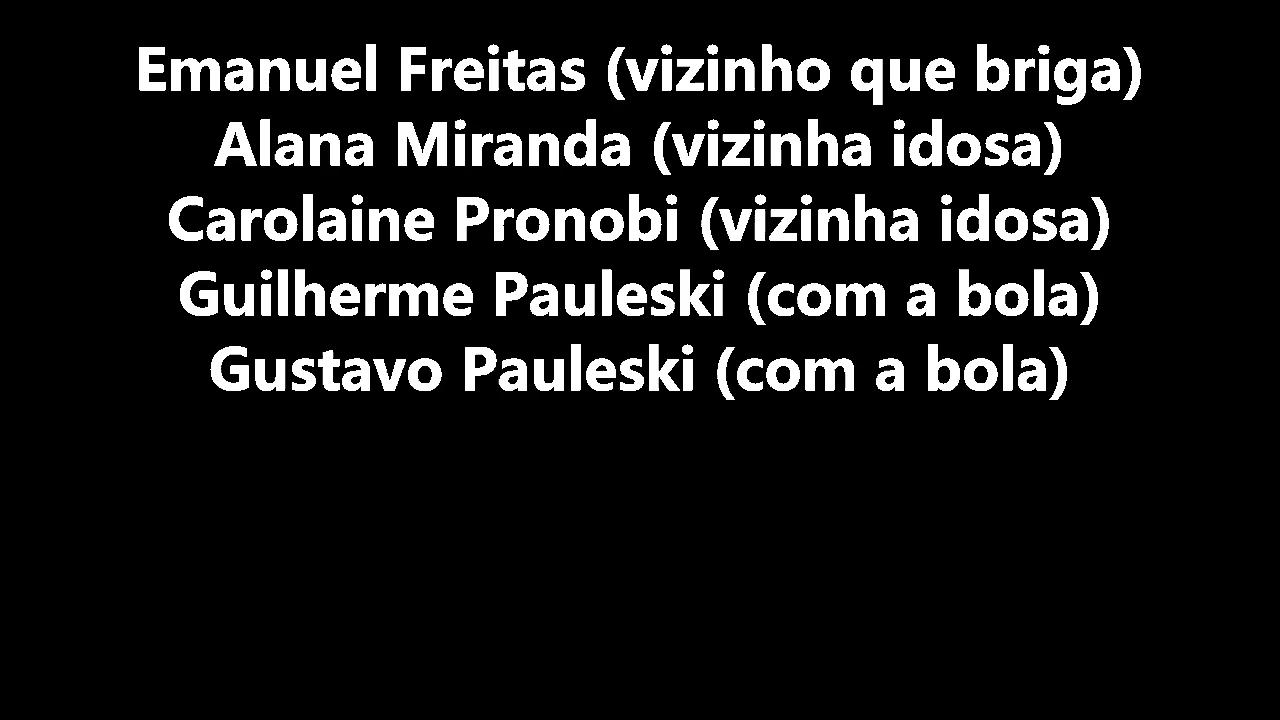 Emanuel Freitas (vizinho que briga)
Alana Miranda (vizinha idosa)
Carolaine Pronobi (vizinha idosa)
Guilherme Pauleski (com a bola)
Gustavo Pauleski (com a bola)